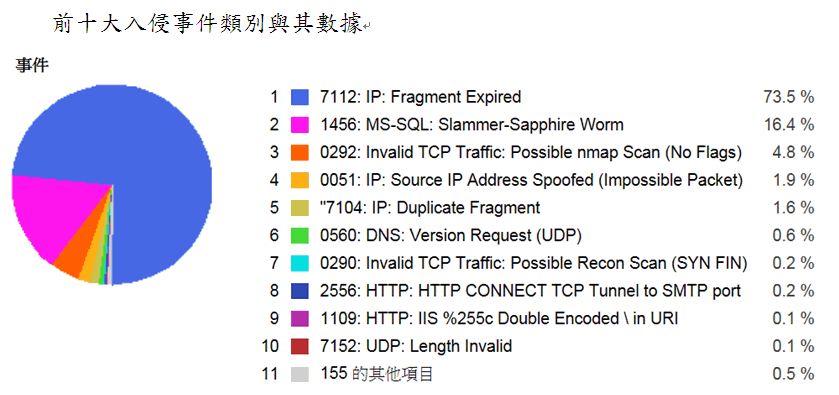 前十大入侵事件類別與其數據
事件
1 7112: IP: Fragment Expired 73.5 %
2 1456: MS-SQL: Slammer-Sapphire Worm 16.4 %
3 0292: Invalid TCP Traffic: Possible nmap Scan (No Flags) 4.8 %
4 0051: IP: Source IP Address Spoofed (Impossible Packet) 1.9 %
5 "7104: IP: Duplicate Fragment 1.6 %
6 0560: DNS: Version Request (UDP) 0.6 %
7 0290: Invalid TCP Traffic: Possible Recon Scan (SYN FIN) 0.2 %
8 2556: HTTP: HTTP CONNECT TCP Tunnel to SMTP port 0.2 %
9 1109: HTTP: IIS %255c Double Encoded \ in URI 0.1 %
10 7152: UDP: Length Invalid 0.1 %
11 155 的其他項目 0.5 %